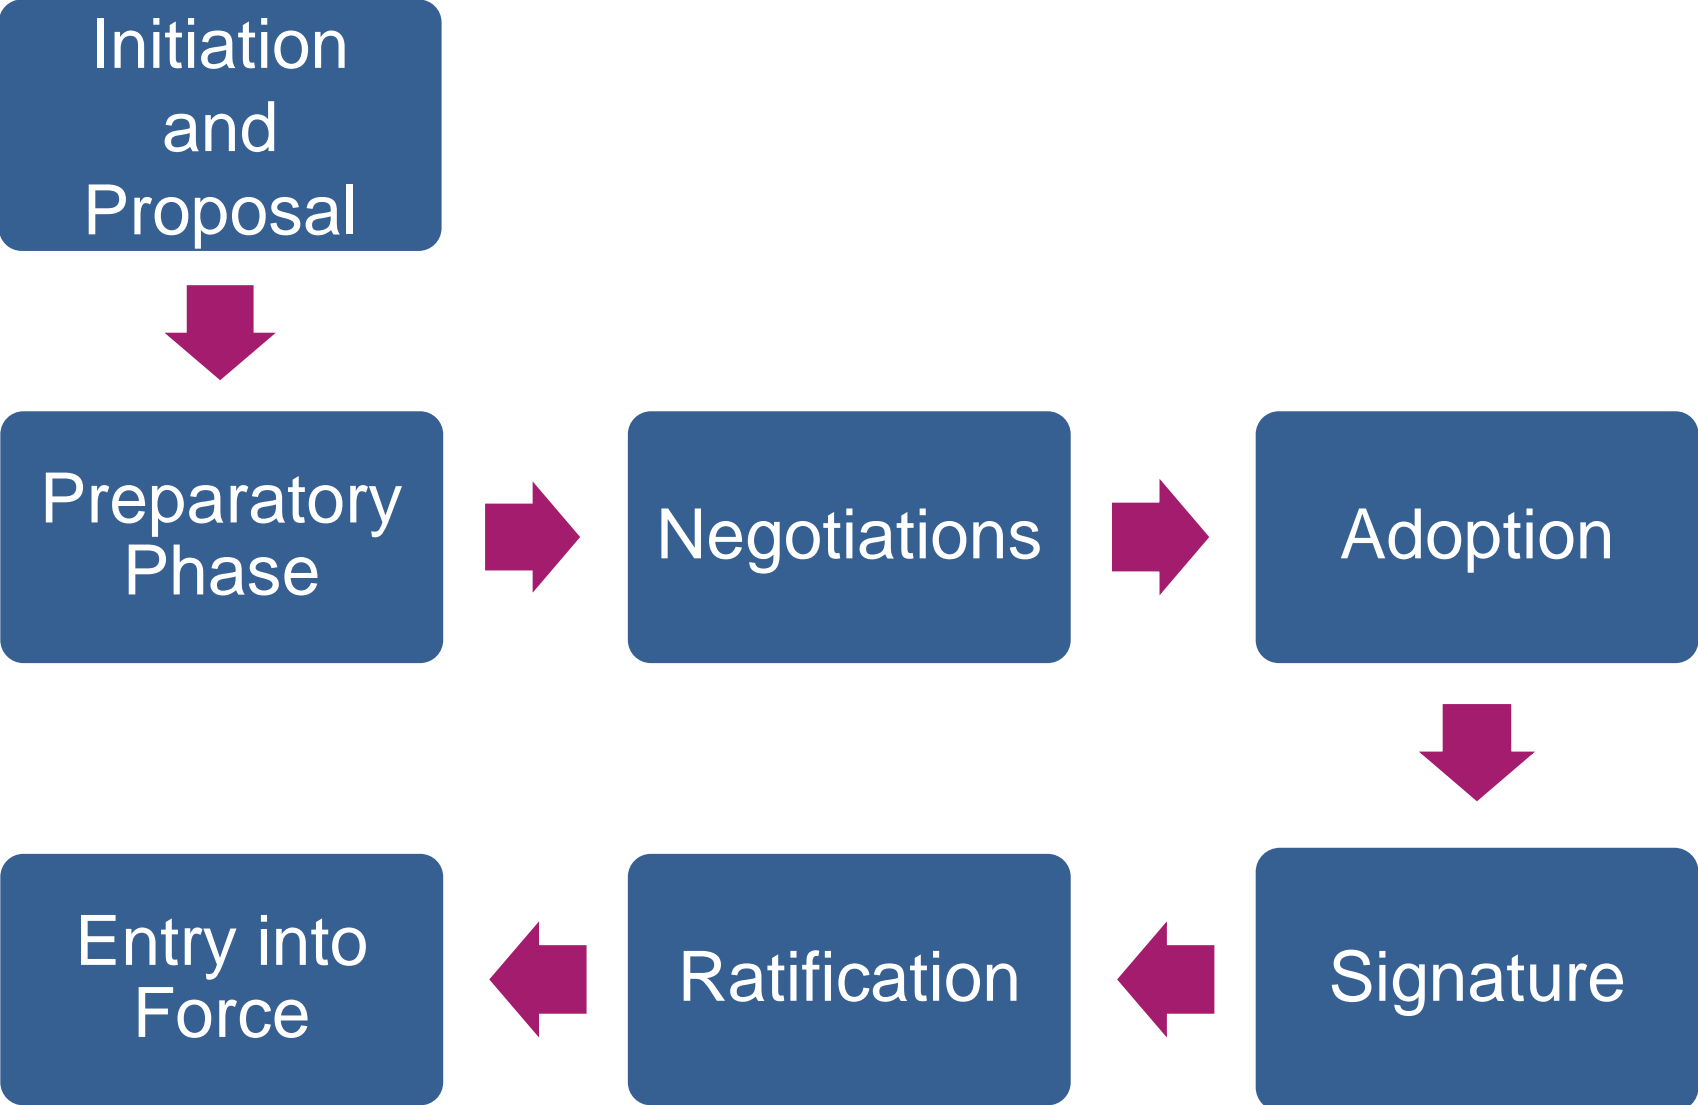 Initiation
and
Proposal
Preparatory
Phase
Negotiations
Adoption
Signature
Ratification
Entry into
Force